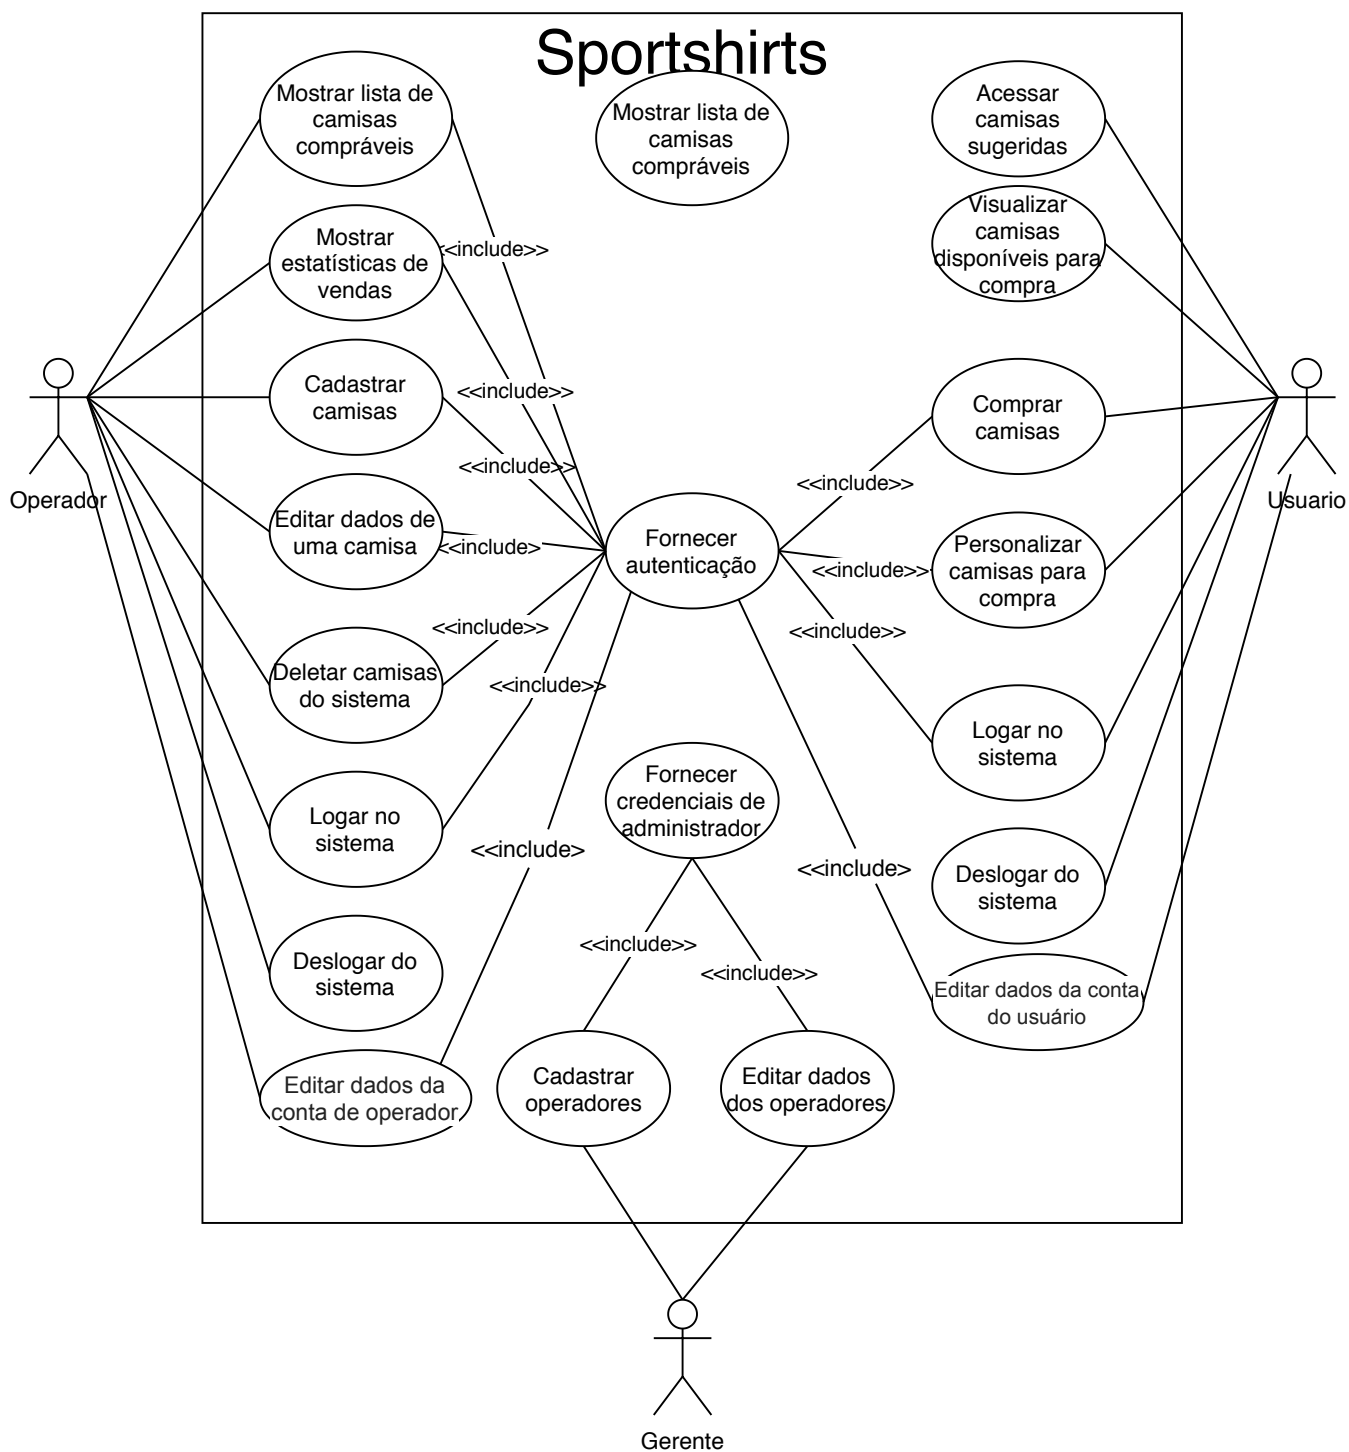 Sportshirts
Mostrar lista de
camisas
compráveis
Mostrar lista de
camisas
compráveis
Acessar
camisas
sugeridas
Mostrar
estatísticas de
vendas
<<include>>
Visualizar
camisas
disponíveis para
compra
Cadastrar
camisas
<<include>>
Comprar
camisas
<<include>>
<<include>>
Operador
Usuario
Editar dados de
uma camisa
<<include>
Fornecer
autenticação
<<include>>
Personalizar
camisas para
compra
<<include>>
<<include>>
Deletar camisas
do sistema
<<include>>
Logar no
sistema
Fornecer
credenciais de
administrador
Logar no
sistema
<<include>
<<include>
Deslogar do
sistema
<<include>>
<<include>>
Deslogar do
sistema
Editar dados da conta
do usuário
Editar dados da
conta de operador
Cadastrar
operadores
Editar dados
dos operadores
Gerente